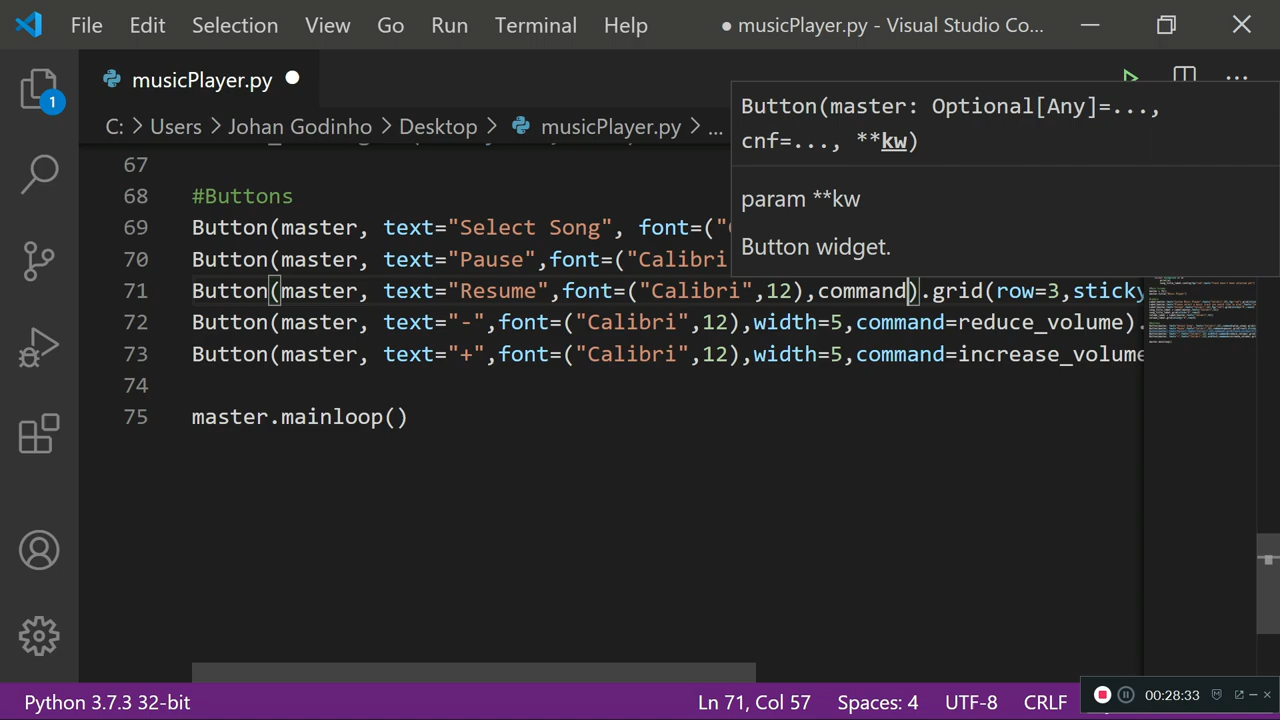 File Edit Selection View Go Run Terminal Help ● musicPlayer.py - Visual Studio Co...
musicPlayer.py
C: > Users > Johan Godinho > Desktop > musicPlayer.py > ...
Button(master: Optional[Any]=...,
cnf=..., **kw)
param **kw
Button widget.
67
68 #Buttons
69 Button(master, text="Select Song", font=("
70 Button(master, text="Pause",font=("Calibri
71 Button(master, text="Resume",font=("Calibri",12),command).grid(row=3,sticky
72 Button(master, text="-",font=("Calibri",12),width=5,command=reduce_volume).
73 Button(master, text="+",font=("Calibri",12),width=5,command=increase_volume
74
75 master.mainloop()
1
Python 3.7.3 32-bit Ln 71, Col 57 Spaces: 4 UTF-8 CRLF
00:28:33